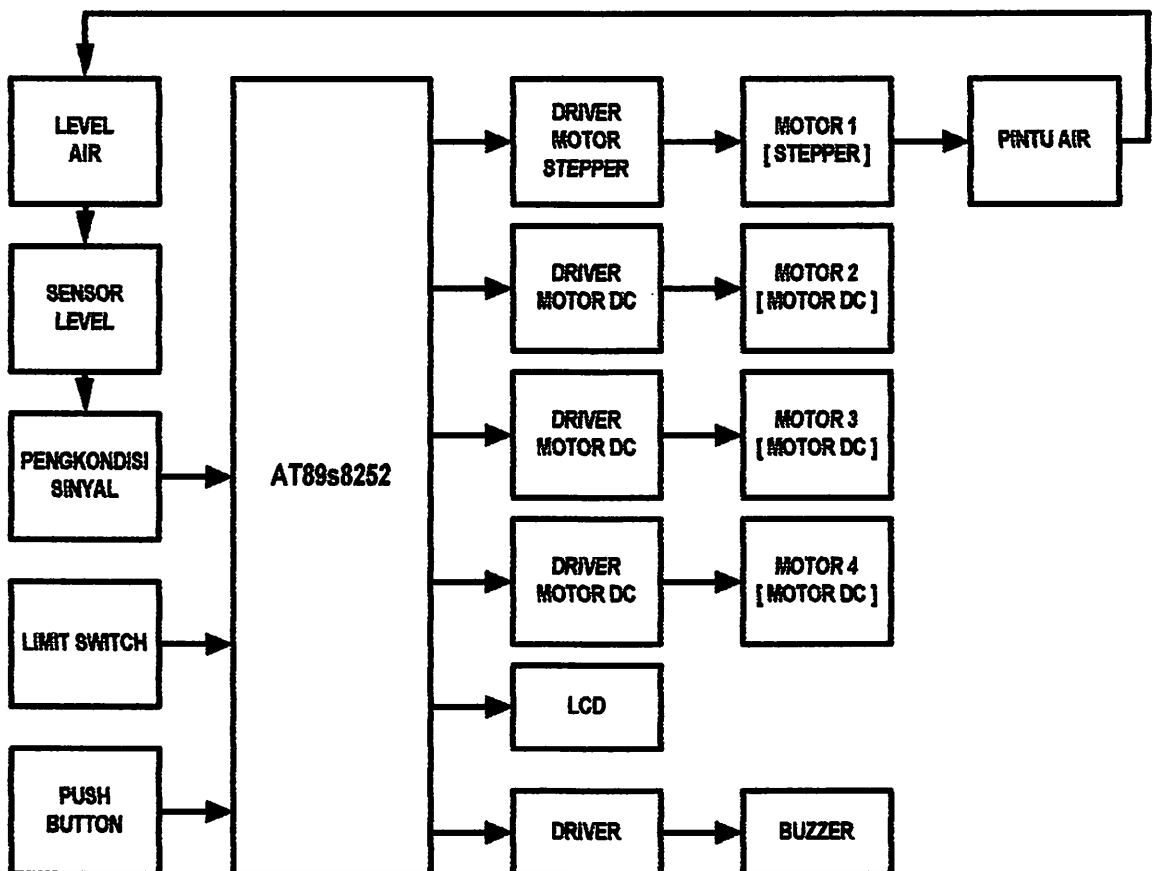 LEVEL
AIR
SENSOR
LEVEL
PENGKONDISI
SINYAL
LIMIT SWITCH
PUSH
BUTTON
AT89s8252
DRIVER
MOTOR
STEPPER
MOTOR 1
[ STEPPER ]
PINTU AIR
DRIVER
MOTOR DC
MOTOR 2
[ MOTOR DC ]
DRIVER
MOTOR DC
MOTOR 3
[ MOTOR DC ]
DRIVER
MOTOR DC
MOTOR 4
[ MOTOR DC ]
LCD
DRIVER
BUZZER